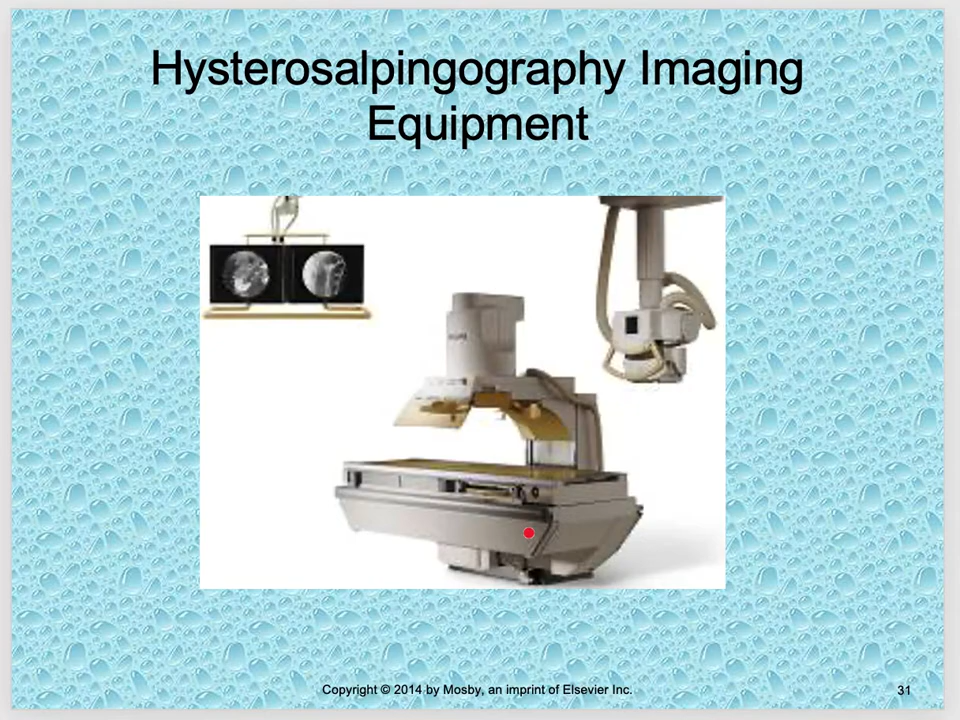 Hysterosalpingography Imaging
Equipment
Copyright © 2014 by Mosby, an imprint of Elsevier Inc.
31